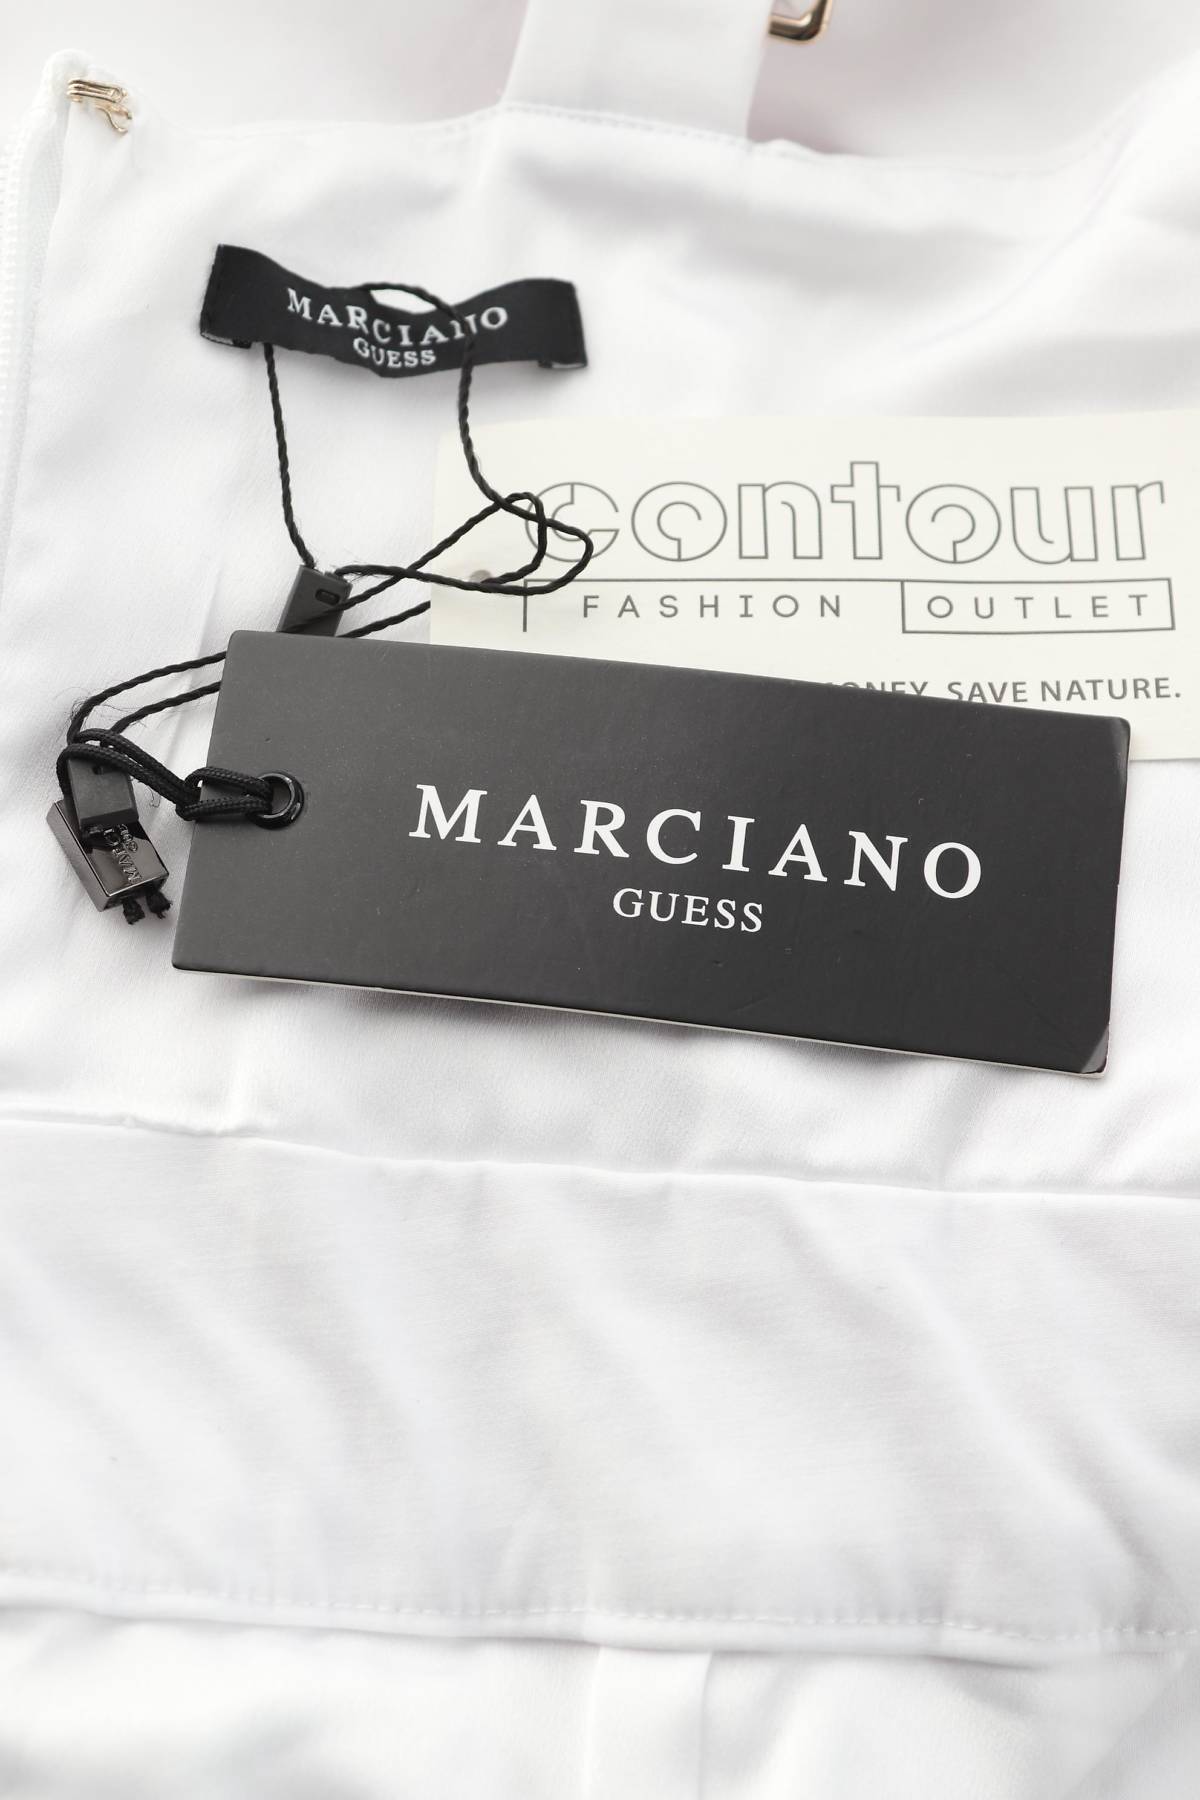 MARCIANO
GUESS
contour
FASHION OUTLET
SAVE NATURE.
MARCIANO
GUESS